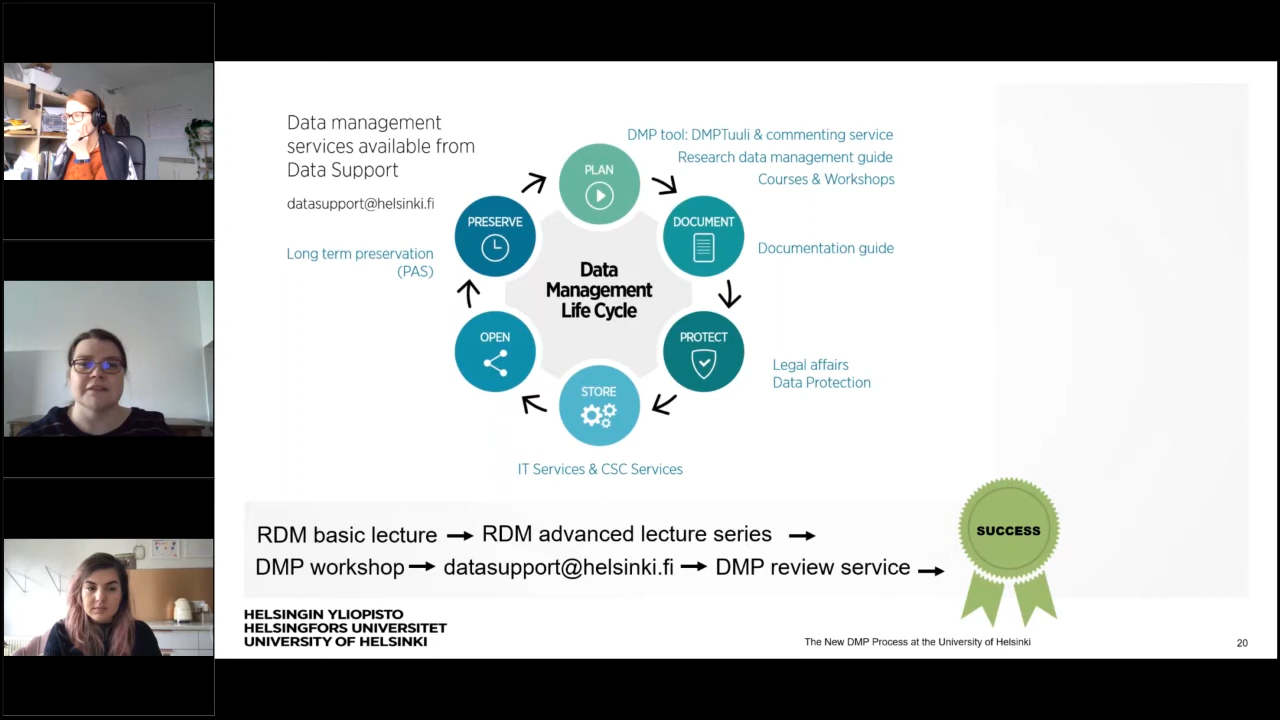 Data management
services available from
Data Support
datasupport@helsinki.fi
DMP tool: DMPTuuli & commenting service
Research data management guide
Courses & Workshops
PLAN
PRESERVE
DOCUMENT
Long term preservation
(PAS)
Documentation guide
Data
Management
Life Cycle
OPEN
PROTECT
Legal affairs
Data Protection
STORE
IT Services & CSC Services
RDM basic lecture → RDM advanced lecture series →
DMP workshop → datasupport@helsinki.fi → DMP review service →
SUCCESS
HELSINGIN YLIOPISTO
HELSINGFORS UNIVERSITET
UNIVERSITY OF HELSINKI
The New DMP Process at the University of Helsinki
20